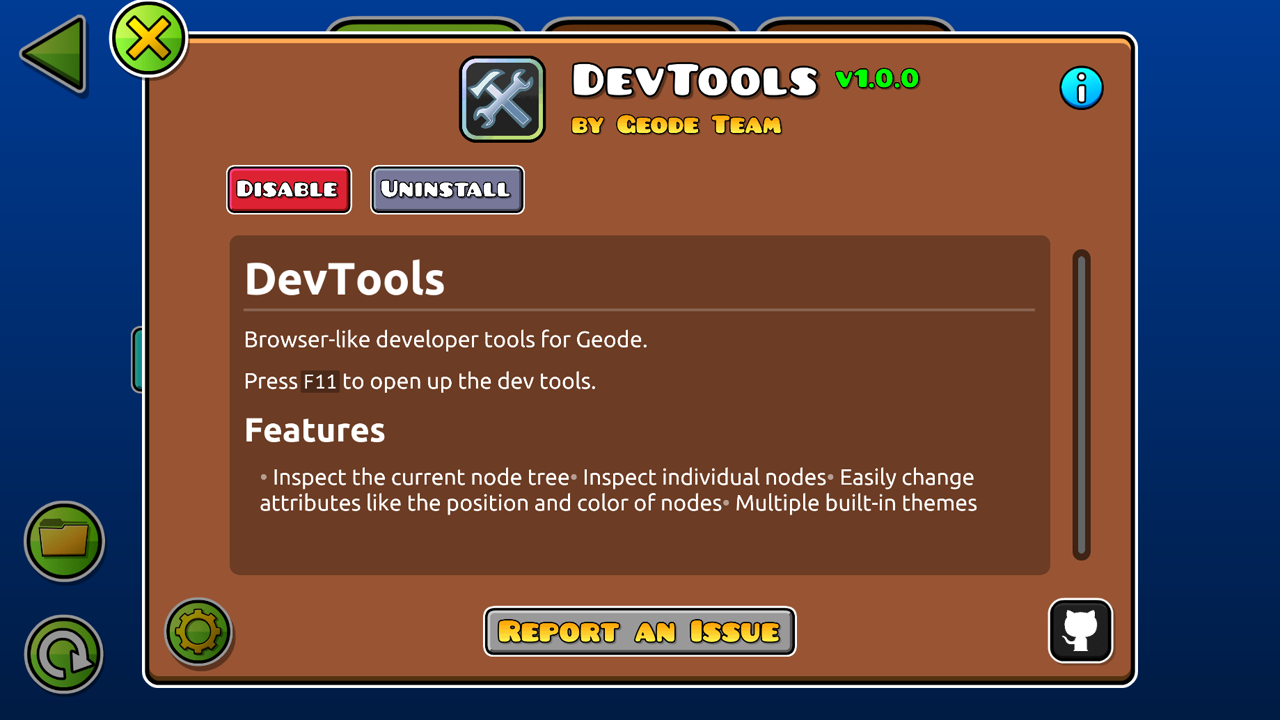 DevTools v1.0.0
by Geode Team
Disable Uninstall
DevTools
Browser-like developer tools for Geode.
Press F11 to open up the dev tools.
Features
• Inspect the current node tree• Inspect individual nodes• Easily change
attributes like the position and color of nodes• Multiple built-in themes
Report an Issue